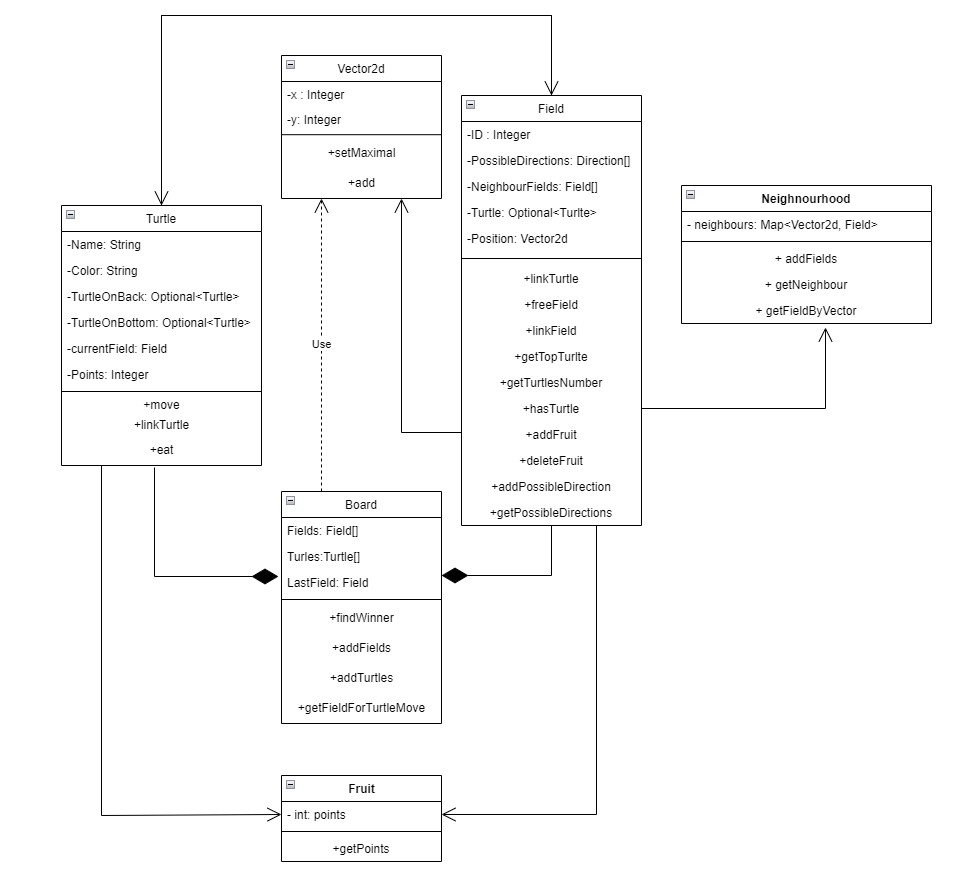 Vector2d
-x : Integer
-y: Integer
+setMaximal
+add
Field
-ID : Integer
-PossibleDirections: Direction[]
-NeighbourFields: Field[]
-Turtle: Optional<Turlte>
-Position: Vector2d
+linkTurtle
+freeField
+linkField
+getTopTurlte
+getTurtlesNumber
+hasTurtle
+addFruit
+deleteFruit
+addPossibleDirection
+getPossibleDirections
Neighnourhood
- neighbours: Map<Vector2d, Field>
+ addFields
+ getNeighbour
+ getFieldByVector
Turtle
-Name: String
-Color: String
-TurtleOnBack: Optional<Turtle>
-TurtleOnBottom: Optional<Turtle>
-currentField: Field
-Points: Integer
+move
+linkTurtle
+eat
Use
Board
Fields: Field[]
Turles:Turtle[]
LastField: Field
+findWinner
+addFields
+addTurtles
+getFieldForTurtleMove
Fruit
- int: points
+getPoints